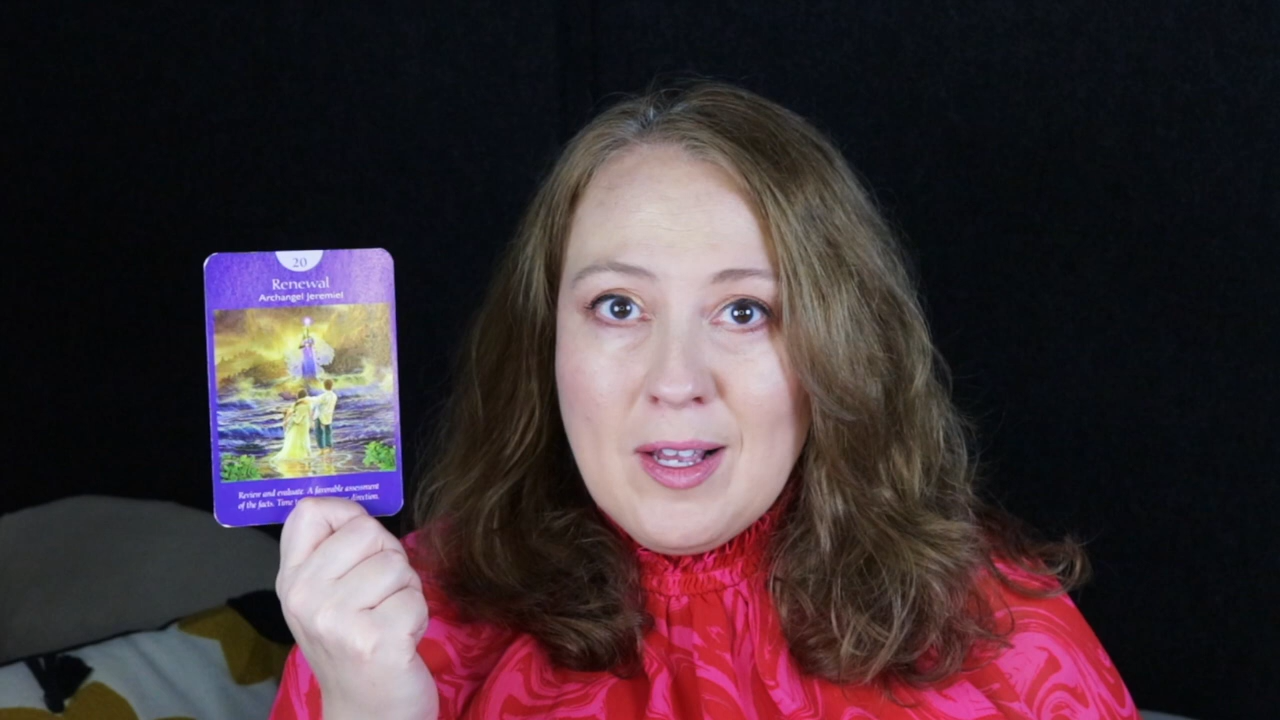 20
Renewal
Archangel Jeremiel
Review and evaluate. A favorable assessment
of the facts. Time direction.